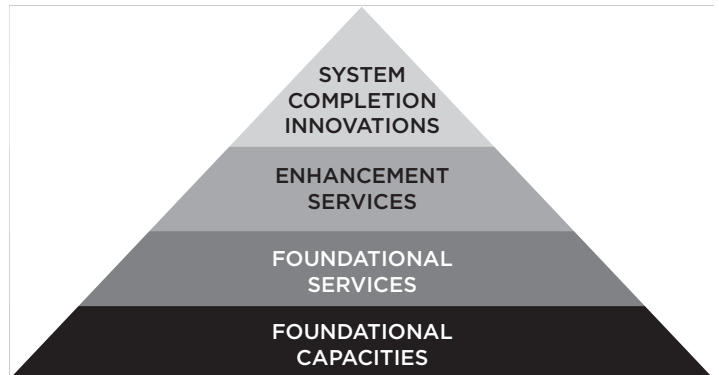 SYSTEM
COMPLETION
INNOVATIONS
ENHANCEMENT
SERVICES
FOUNDATIONAL
SERVICES
FOUNDATIONAL
CAPACITIES